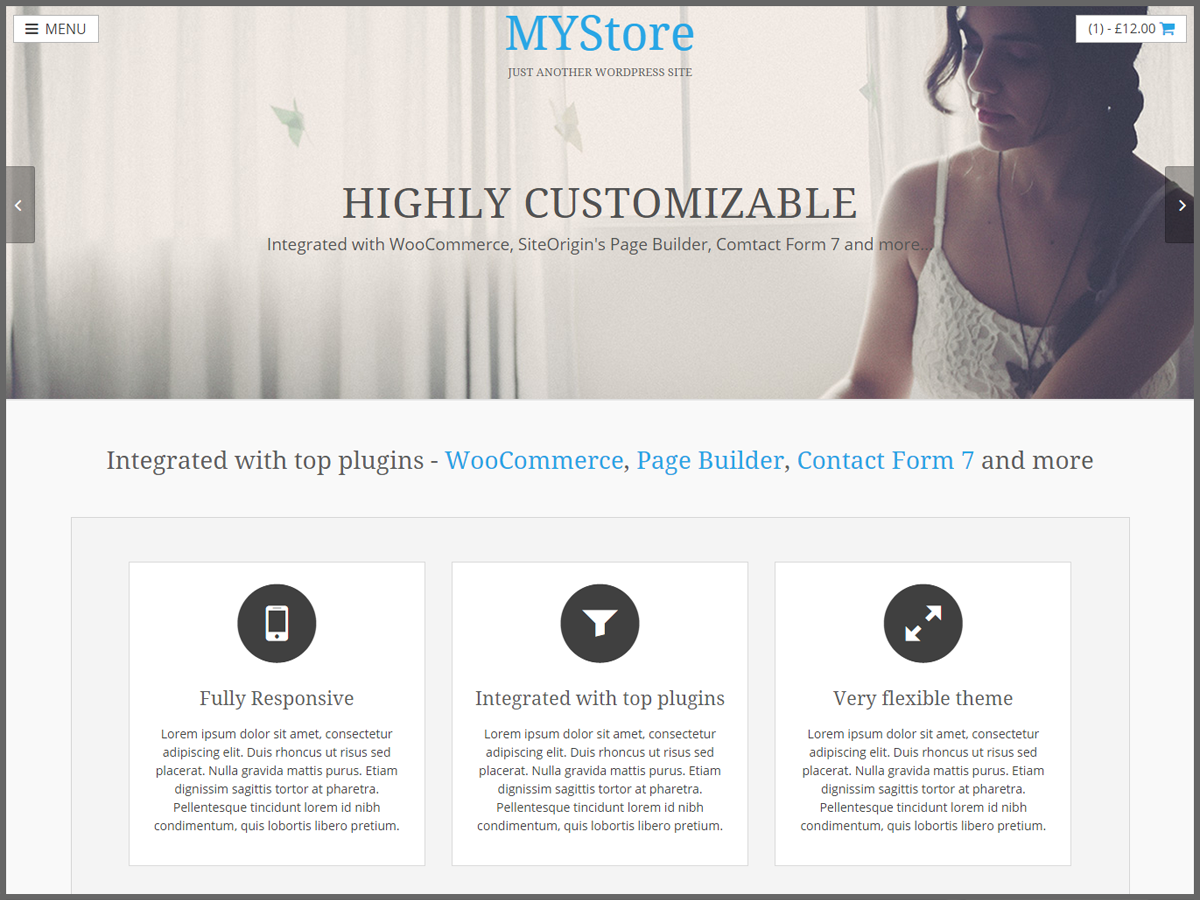 MENU
MYStore
(1) - £12.00
JUST ANOTHER WORDPRESS SITE
HIGHLY CUSTOMIZABLE
Integrated with WooCommerce, SiteOrigin's Page Builder, Comtact Form 7 and more...
Integrated with top plugins - WooCommerce, Page Builder, Contact Form 7 and more
Fully Responsive
Lorem ipsum dolor sit amet, consectetur
adipiscing elit. Duis rhoncus ut risus sed
placerat. Nulla gravida mattis purus. Etiam
dignissim sagittis tortor at pharetra.
Pellentesque tincidunt lorem id nibh
condimentum, quis lobortis libero pretium.
Integrated with top plugins
Lorem ipsum dolor sit amet, consectetur
adipiscing elit. Duis rhoncus ut risus sed
placerat. Nulla gravida mattis purus. Etiam
dignissim sagittis tortor at pharetra.
Pellentesque tincidunt lorem id nibh
condimentum, quis lobortis libero pretium.
Very flexible theme
Lorem ipsum dolor sit amet, consectetur
adipiscing elit. Duis rhoncus ut risus sed
placerat. Nulla gravida mattis purus. Etiam
dignissim sagittis tortor at pharetra.
Pellentesque tincidunt lorem id nibh
condimentum, quis lobortis libero pretium.